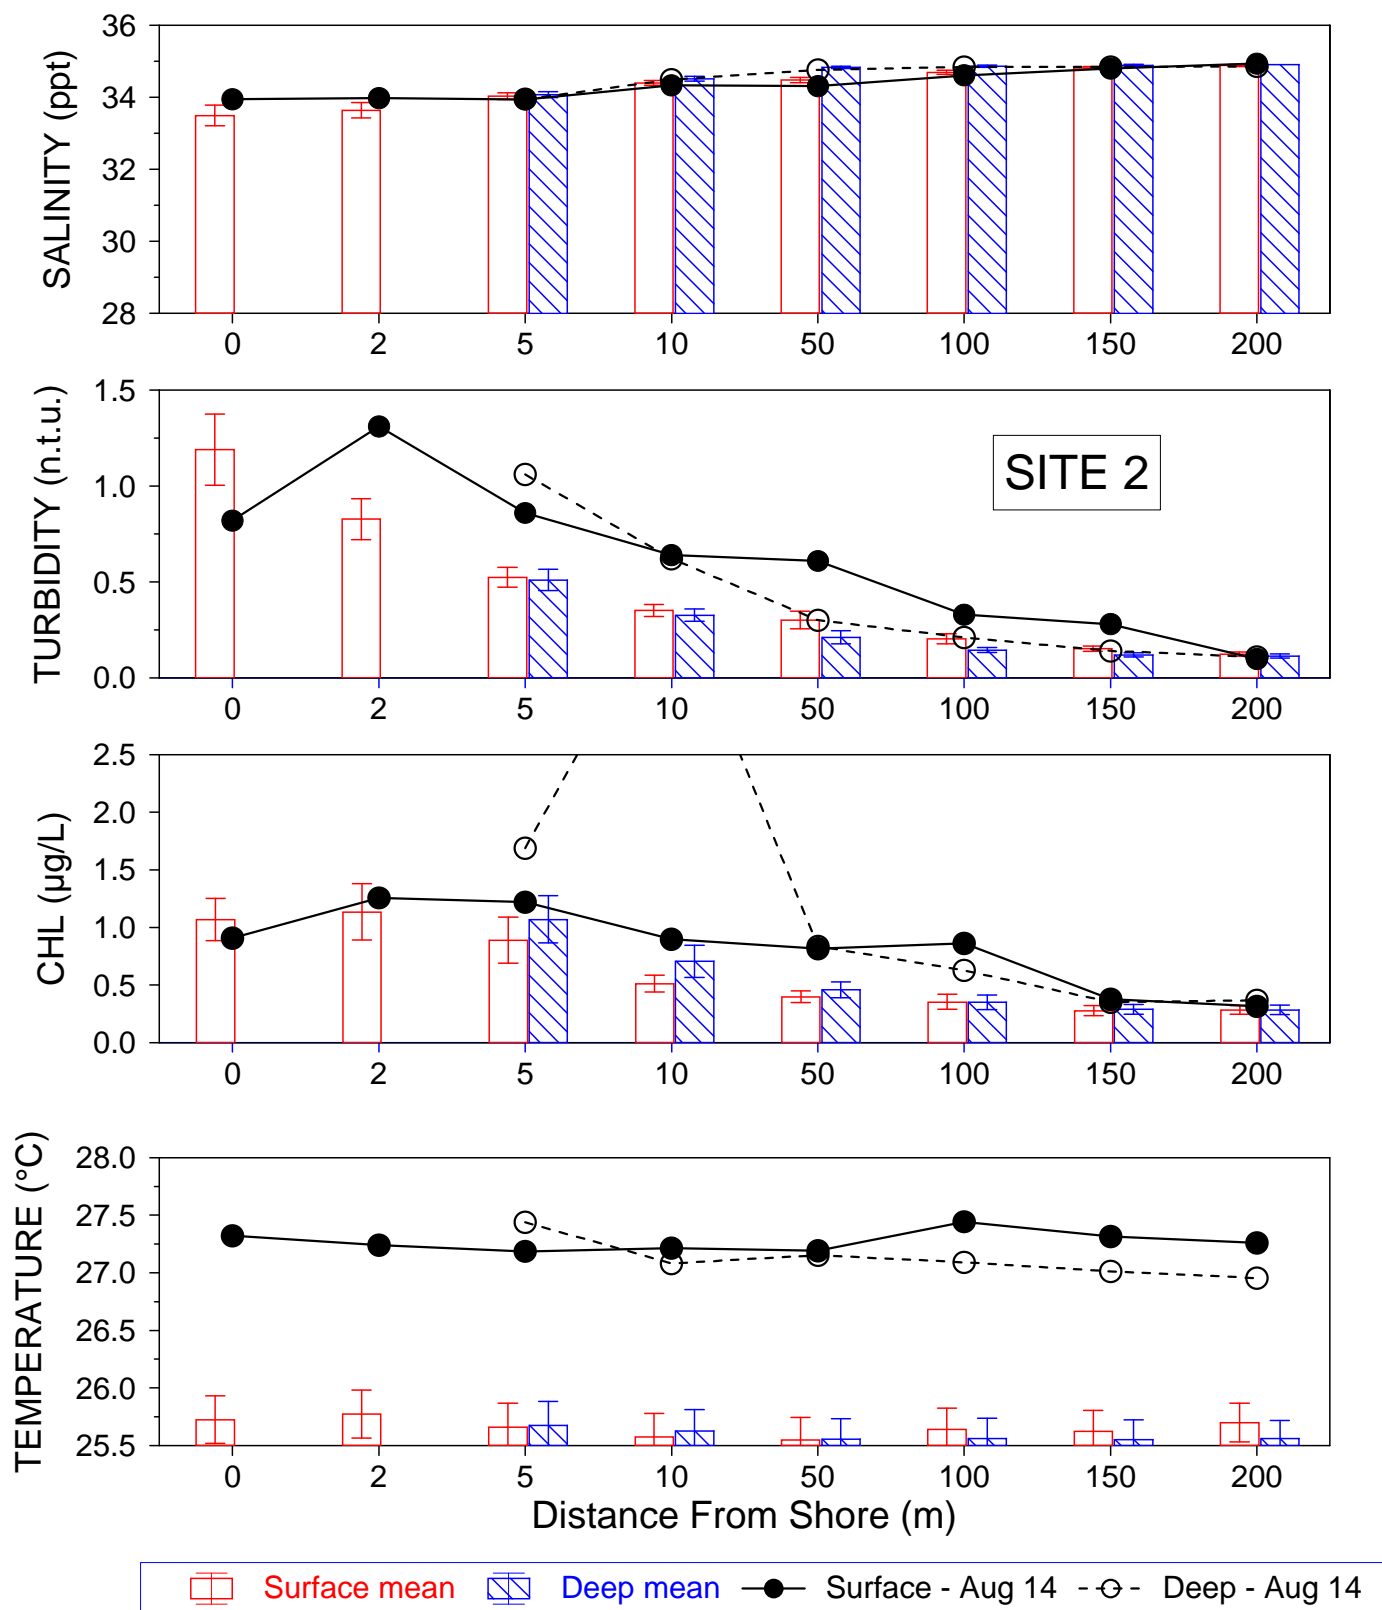 SALINITY (ppt)
36
34
32
30
28
0 2 5 10 50 100 150 200
TURBIDITY (n.t.u.)
1.5
1.0
0.5
0.0
SITE 2
0 2 5 10 50 100 150 200
CHL (µg/L)
2.5
2.0
1.5
1.0
0.5
0.0
0 2 5 10 50 100 150 200
TEMPERATURE (°C)
28.0
27.5
27.0
26.5
26.0
25.5
0 2 5 10 50 100 150 200
Distance From Shore (m)
Surface mean Deep mean Surface - Aug 14 Deep - Aug 14